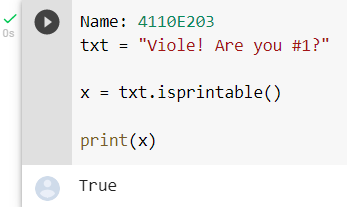 Name: 4110E203
0s
txt = "Viole! Are you #1?"
x = txt.isprintable()
print(x)
True